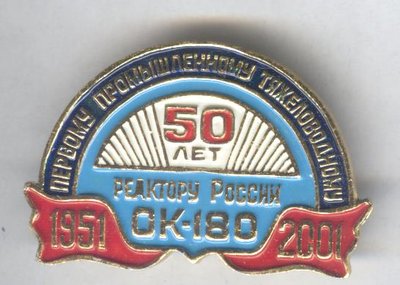 ПЕРВОМУ ПРОМЫШЛЕННОМУ ТЯЖЕЛОВОДНОМУ
50
ЛЕТ
РЕАКТОРУ РОССИИ
ОК-180
1951 2001